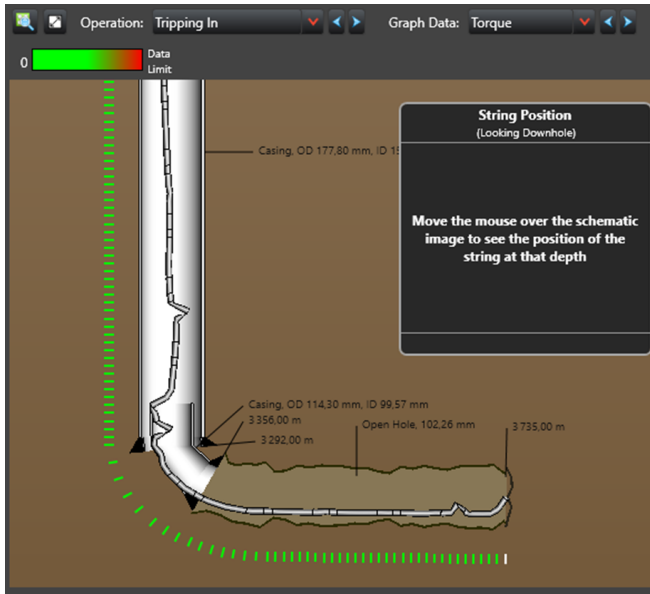 Operation: Tripping In Graph Data: Torque
0 Data
Limit
String Position
(Looking Downhole)
Casing, OD 177,80 mm, ID
Move the mouse over the schematic
image to see the position of the
string at that depth
Casing, OD 114,30 mm, ID 99,57 mm
3 356,00 m
Open Hole, 102,26 mm
3 735,00 m
3 292,00 m